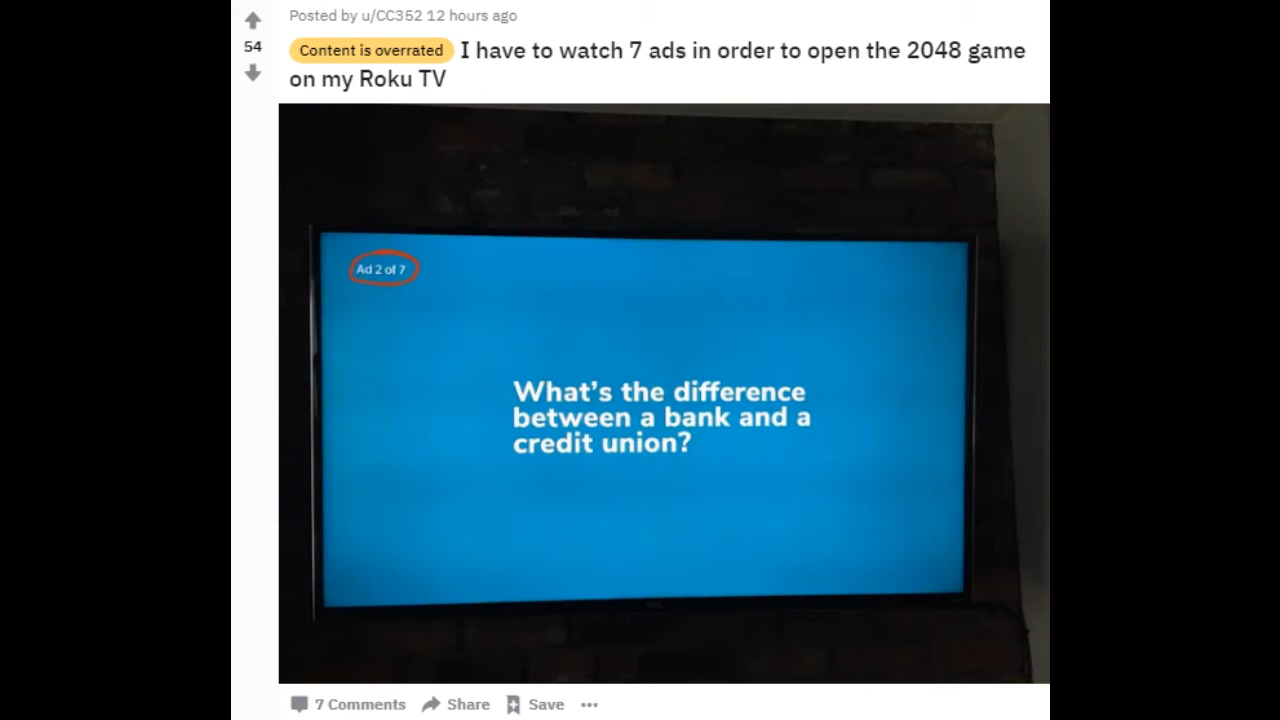 Posted by u/CC352 12 hours ago
54
Content is overrated I have to watch 7 ads in order to open the 2048 game
on my Roku TV
Ad 2 of 7
What's the difference
between a bank and a
credit union?
7 Comments Share Save